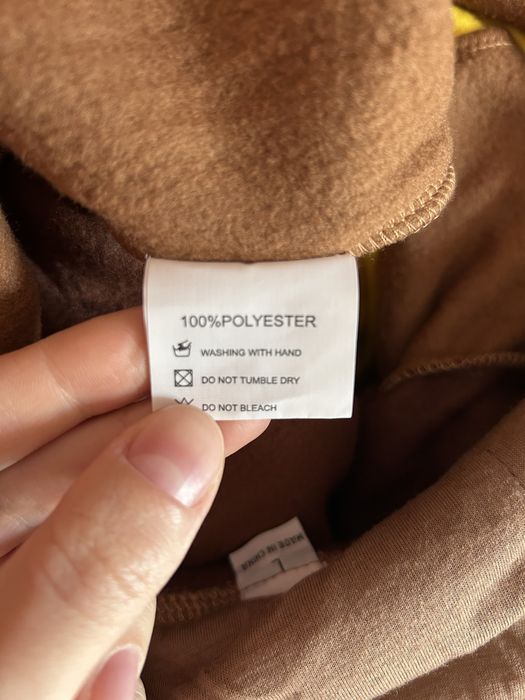 100%POLYESTER
WASHING WITH HAND
DO NOT TUMBLE DRY
DO NOT BLEACH
L
MADE IN CHINA